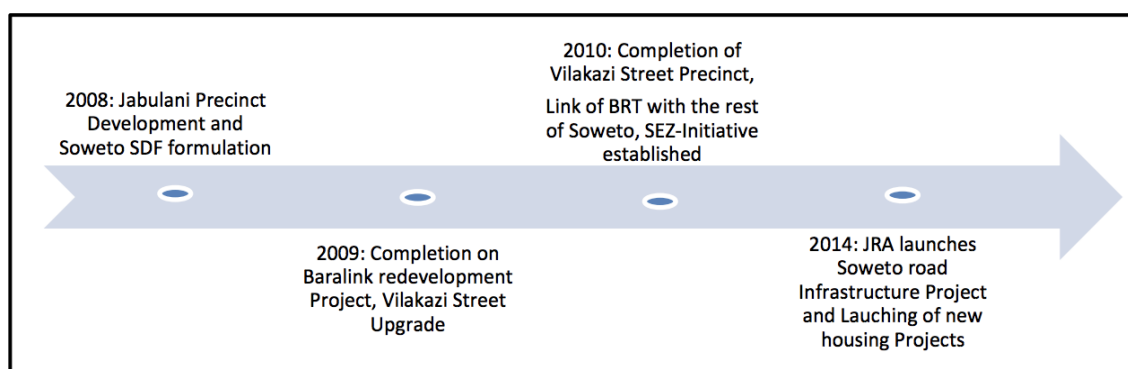 2008: Jabulani Precinct
Development and
Soweto SDF formulation
2009: Completion on
Baralink redevelopment
Project, Vilakazi Street
Upgrade
2010: Completion of
Vilakazi Street Precinct,
Link of BRT with the rest
of Soweto, SEZ-Initiative
established
2014: JRA launches
Soweto road
Infrastructure Project
and Lauching of new
housing Projects